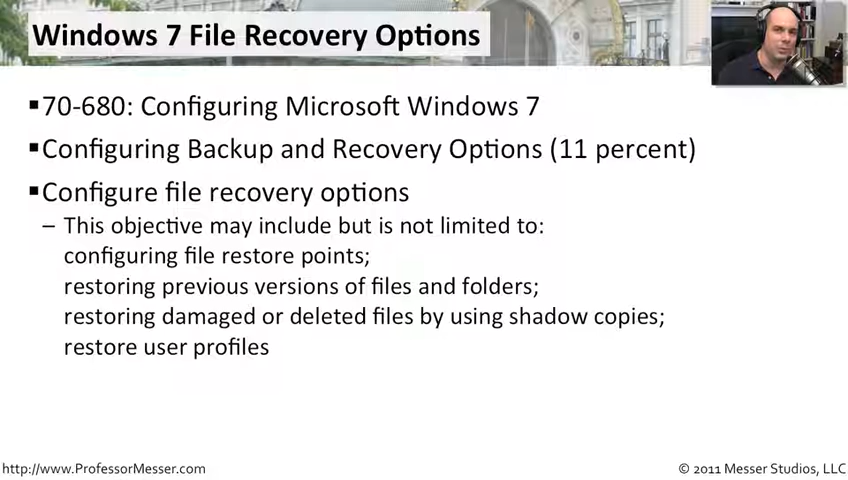 Windows 7 File Recovery Options
▪70-680: Configuring Microsoft Windows 7
▪Configuring Backup and Recovery Options (11 percent)
▪Configure file recovery options
– This objective may include but is not limited to:
configuring file restore points;
restoring previous versions of files and folders;
restoring damaged or deleted files by using shadow copies;
restore user profiles
http://www.ProfessorMesser.com
© 2011 Messer Studios, LLC